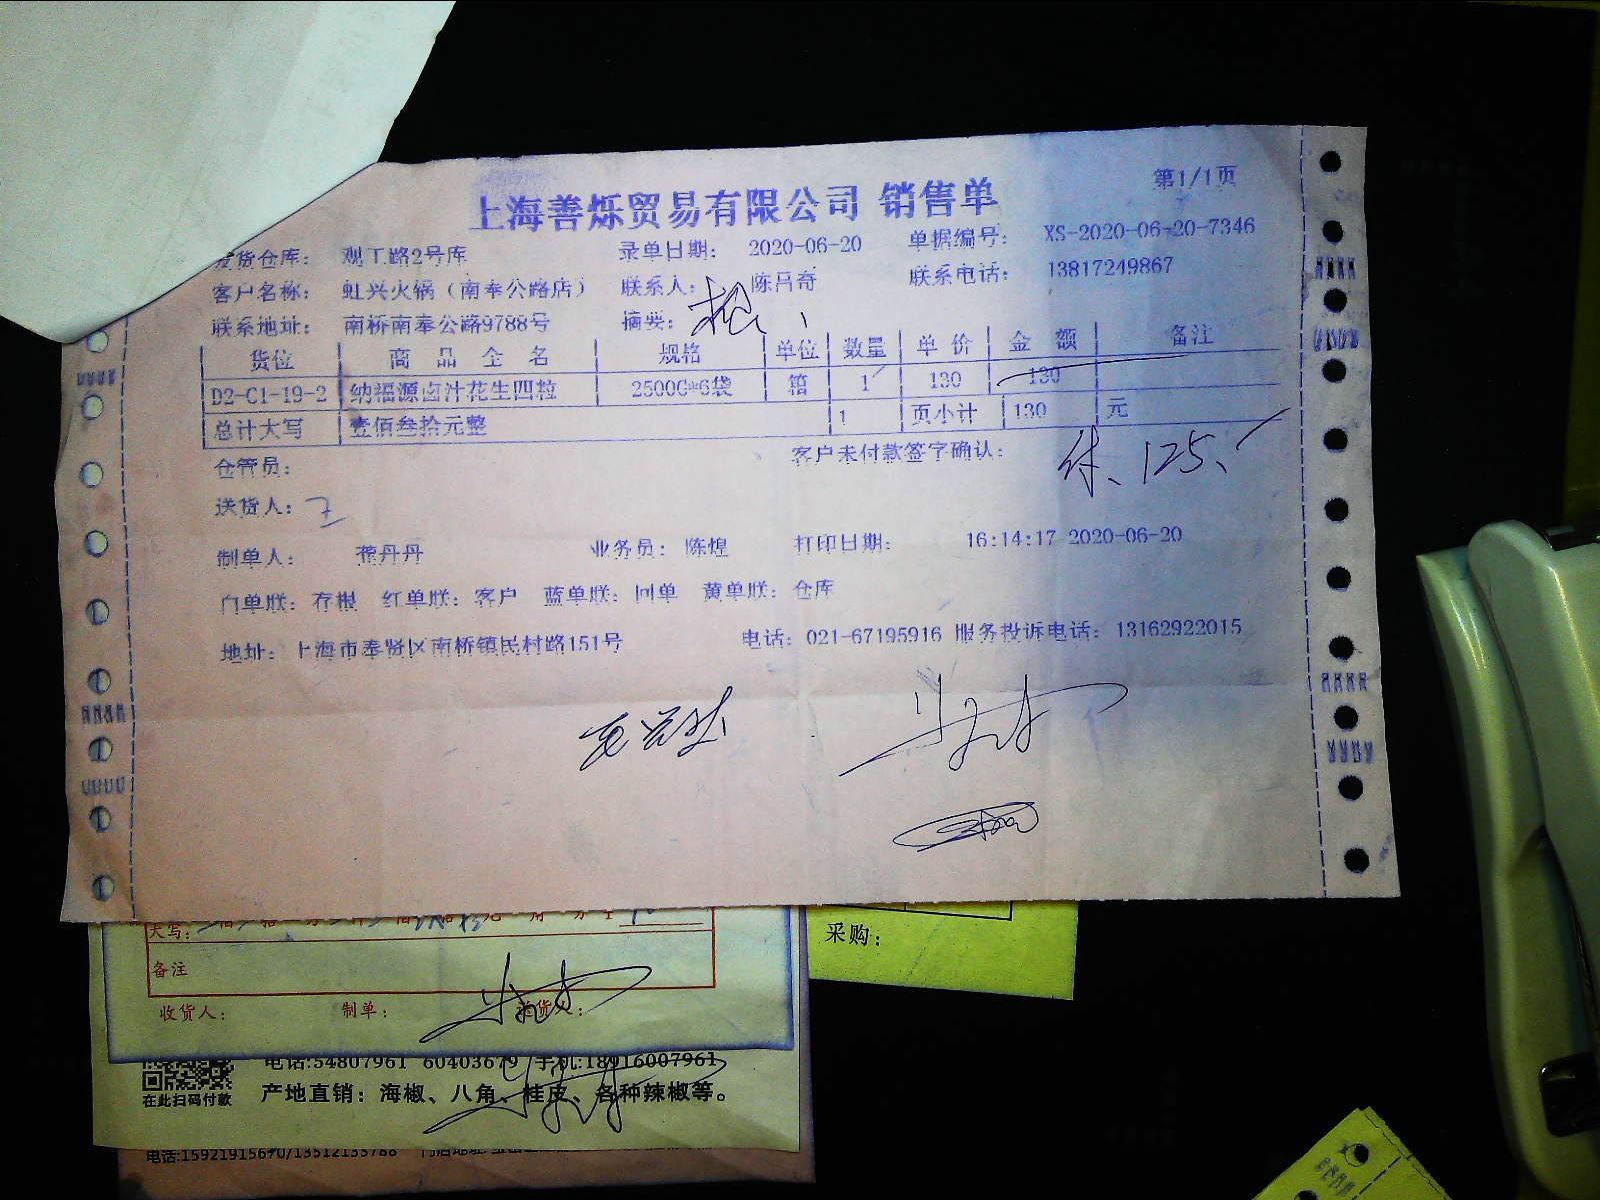 上海善烁贸易有限公司 销售单
第1/1页
发货仓库： 观工路2号库 录单日期： 2020-06-20 单据编号： XS-2020-06-20-7346
客户名称： 虹兴火锅（南奉公路店） 联系人： 陈吕奇 联系电话： 13817249867
联系地址： 南桥南奉公路9788号 摘要：
货位 商品全名 规格 单位 数量 单价 金额 备注
D2-C1-19-2 纳福源卤汁花生四粒 2500G*6袋 箱 1 130 130
总计大写 壹佰叁拾元整 1 页小计 130 元
仓管员： 客户未付款签字确认： 125
送货人： 王
制单人： 丹丹 业务员： 陈煌 打印日期： 16:14:17 2020-06-20
门单联：存根 红单联：客户 蓝单联：回单 黄单联：仓库
地址： 上海市奉贤区南桥镇民村路151号 电话： 021-67195916 服务投诉电话： 13162922015
大写：
采购：
备注
收货人： 制单： 送货人：
电话:54807961 60403679 手机:18916007961
在此扫码付款 产地直销：海椒、八角、桂皮、各种辣椒等。